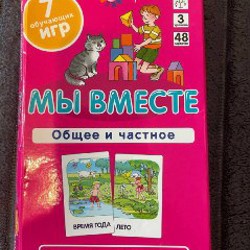 7
обучающих
игр
3
48
МЫ ВМЕСТЕ
Общее и частное
ВРЕМЯ ГОДА
ЛЕТО